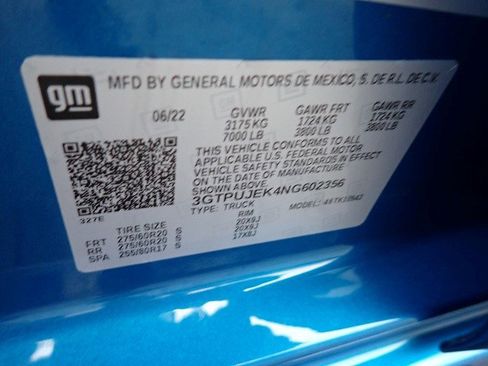 gm
MFD BY GENERAL MOTORS DE MEXICO, S. DE R.L. DE C.V.
06/22 GVWR GAWR FRT GAWR RR
3175 KG 1724 KG 1724 KG
7000 LB 3800 LB 3800 LB
THIS VEHICLE CONFORMS TO ALL
APPLICABLE U.S. FEDERAL MOTOR
VEHICLE SAFETY STANDARDS IN EFFECT
ON THE DATE OF MANUFACTURE
SHOWN ABOVE.
3GTPUJEK4NG602356
TYPE: TRUCK MODEL:
327E
TIRE SIZE RIM
FRT 275/60R20 S 20X9J
RR 275/60R20 S 20X9J
SPA 255/80R17 S 17X8J